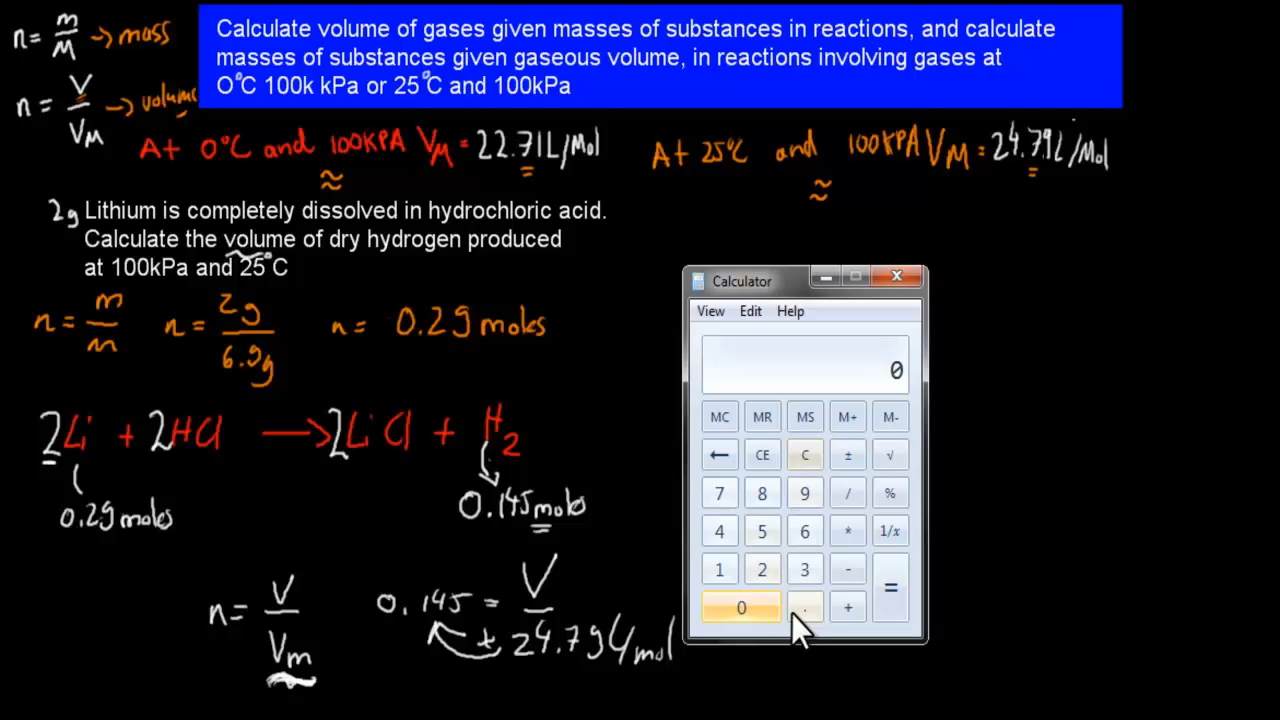 n = m/M → mass
Calculate volume of gases given masses of substances in reactions, and calculate
masses of substances given gaseous volume, in reactions involving gases at
O°C 100k kPa or 25°C and 100kPa
n = V/VM → volume
At 0°C and 100KPA VM = 22.71L/Mol
≈
At 25°C and 100KPA VM = 24.79L/Mol
≈
2g Lithium is completely dissolved in hydrochloric acid.
Calculate the volume of dry hydrogen produced
at 100kPa and 25°C
n = m/m n = 2g/6.9g n = 0.29 moles
2Li + 2HCl → 2LiCl + H2
0.29 moles
0.145 mols
n = V/Vm
0.145 = V/24.79L/mol
+
Calculator
View Edit Help
0
MC MR MS M+ M-
← CE C ± √
7 8 9 / %
4 5 6 * 1/x
1 2 3 - =
0 . +